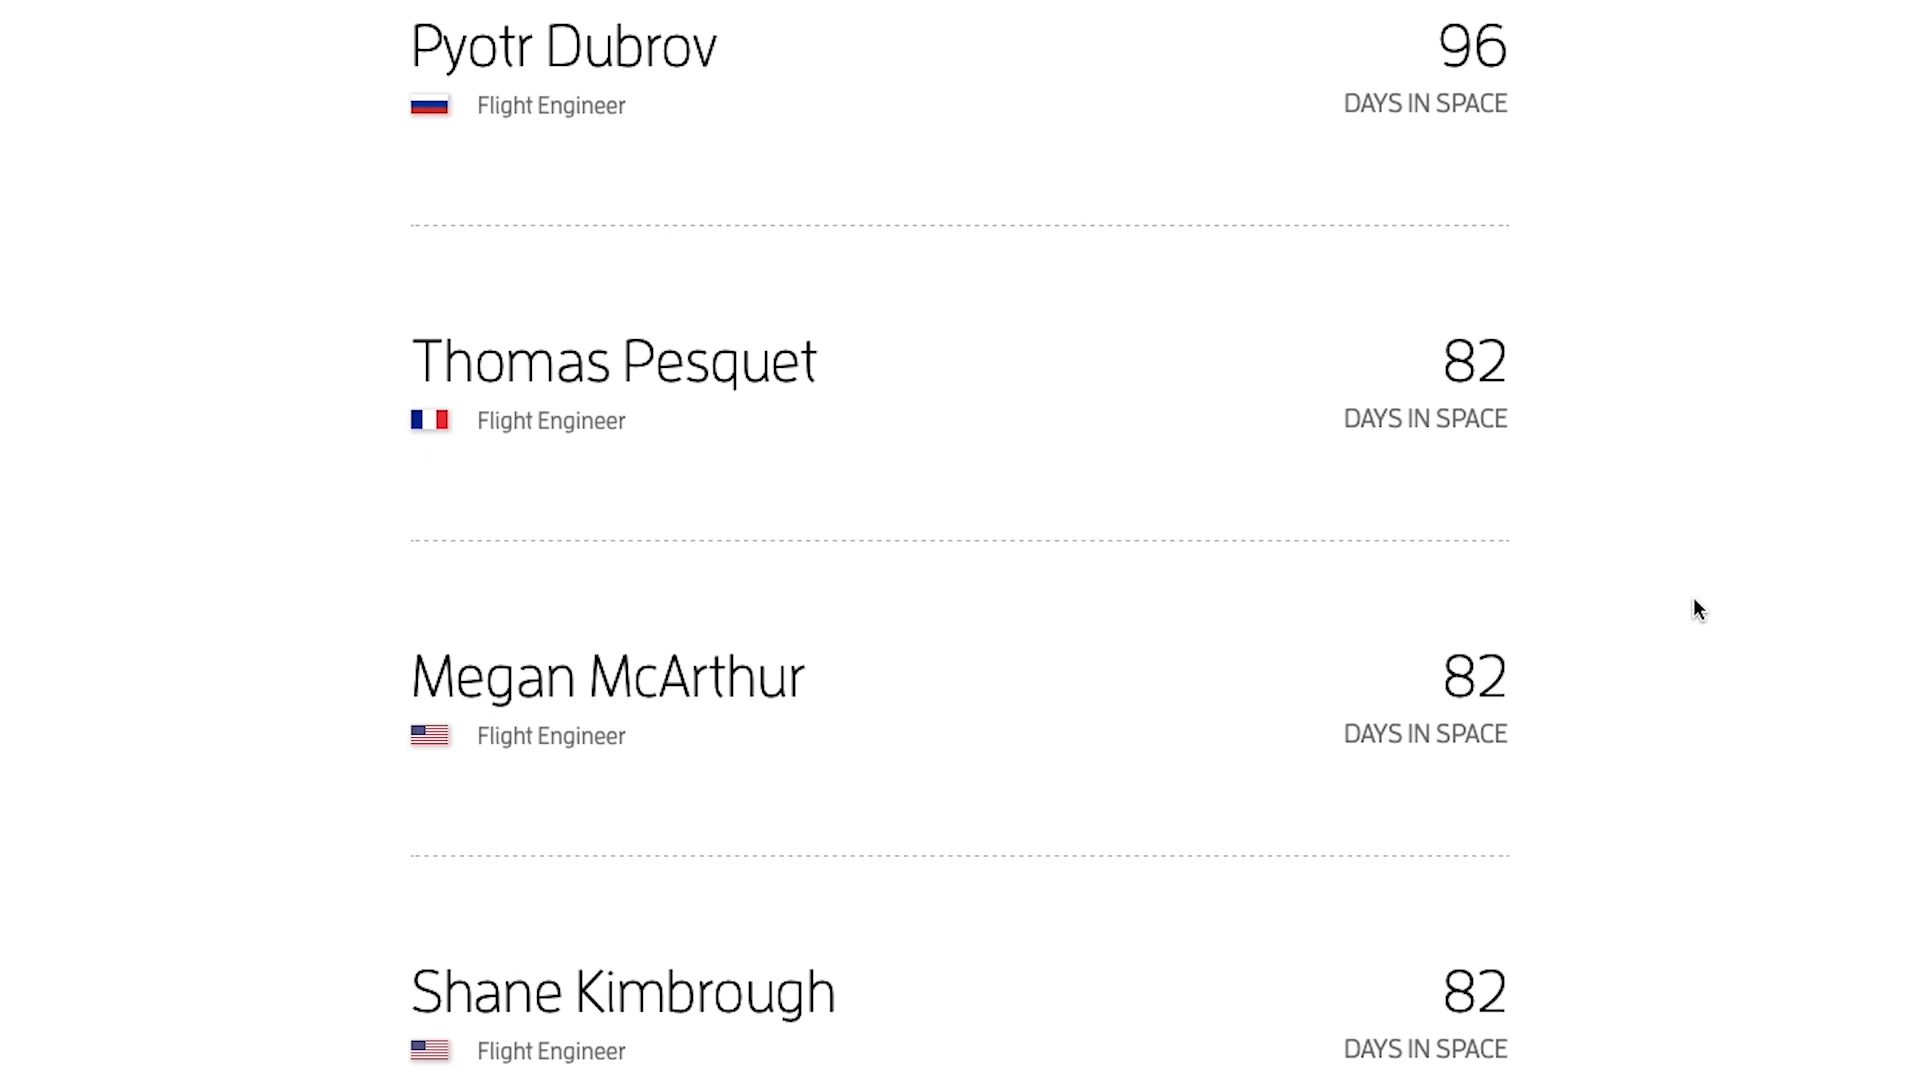 Pyotr Dubrov 96
Flight Engineer DAYS IN SPACE
Thomas Pesquet 82
Flight Engineer DAYS IN SPACE
Megan McArthur 82
Flight Engineer DAYS IN SPACE
Shane Kimbrough 82
Flight Engineer DAYS IN SPACE